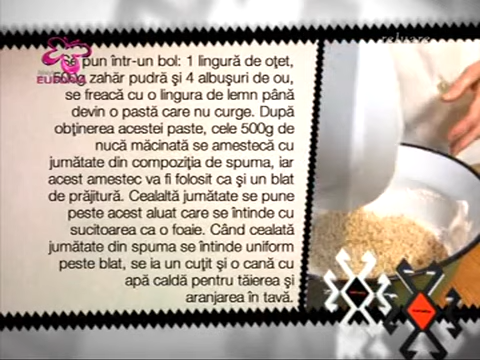 se pun într-un bol: 1 lingură de oţet,
500g zahăr pudră şi 4 albuşuri de ou,
se freacă cu o lingura de lemn până
devin o pastă care nu curge. După
obţinerea acestei paste, cele 500g de
nucă măcinată se amestecă cu
jumătate din compoziţia de spuma, iar
acest amestec va fi folosit ca şi un blat
de prăjitură. Cealaltă jumătate se pune
peste acest aluat care se întinde cu
sucitoarea ca o foaie. Când cealată
jumătate din spuma se întinde uniform
peste blat, se ia un cuţit şi o cană cu
apă caldă pentru tăierea şi
aranjarea în tavă.